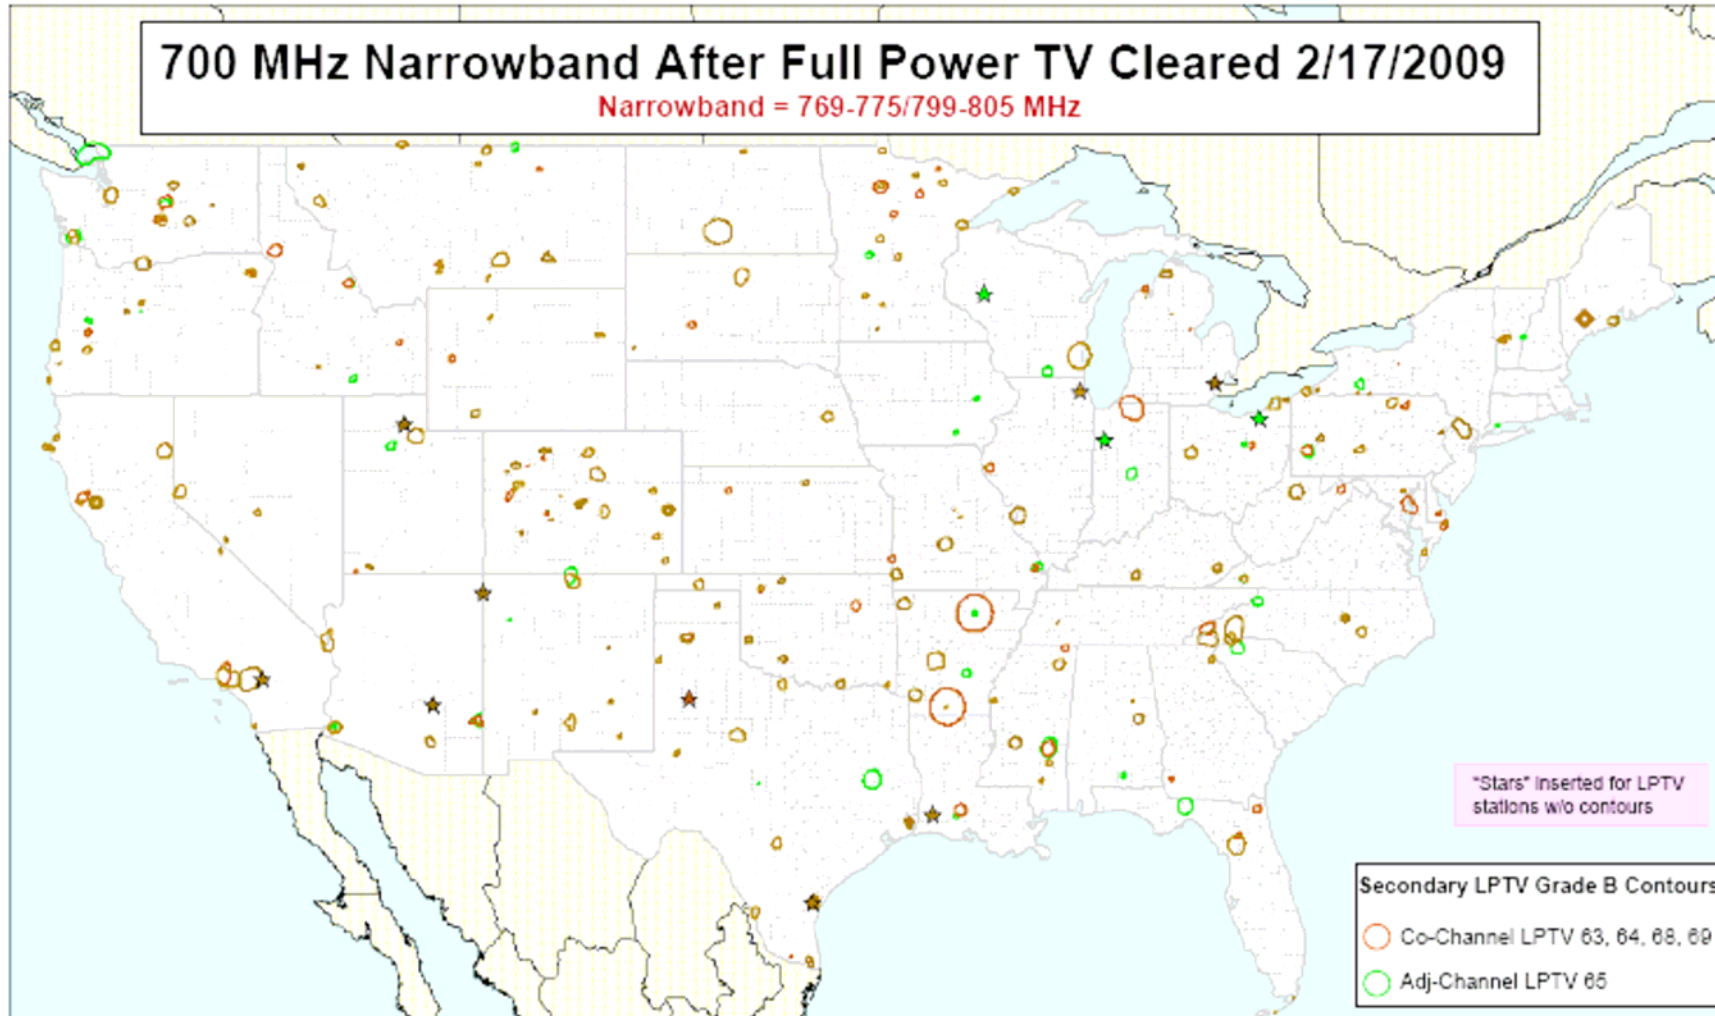 700 MHz Narrowband After Full Power TV Cleared 2/17/2009
Narrowband = 769-775/799-805 MHz
"Stars" Inserted for LPTV
stations w/o contours
Secondary LPTV Grade B Contours
Co-Channel LPTV 63, 64, 68, 69
Adj-Channel LPTV 65